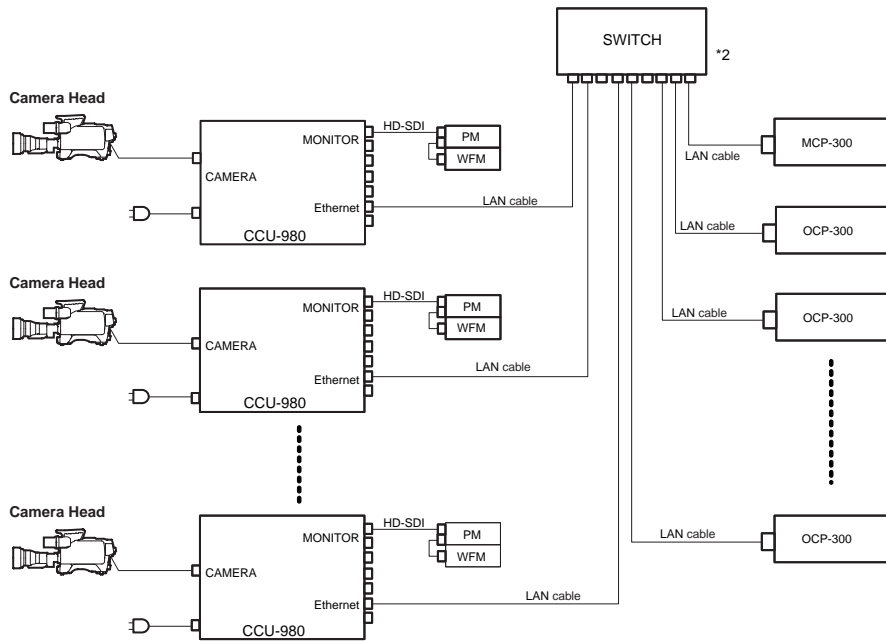 SWITCH
*2
Camera Head
HD-SDI
MONITOR
PM
WFM
CAMERA
Ethernet
LAN cable
CCU-980
MCP-300
LAN cable
OCP-300
LAN cable
Camera Head
HD-SDI
MONITOR
PM
WFM
CAMERA
Ethernet
LAN cable
CCU-980
OCP-300
LAN cable
Camera Head
HD-SDI
MONITOR
PM
WFM
CAMERA
Ethernet
LAN cable
CCU-980
OCP-300
LAN cable